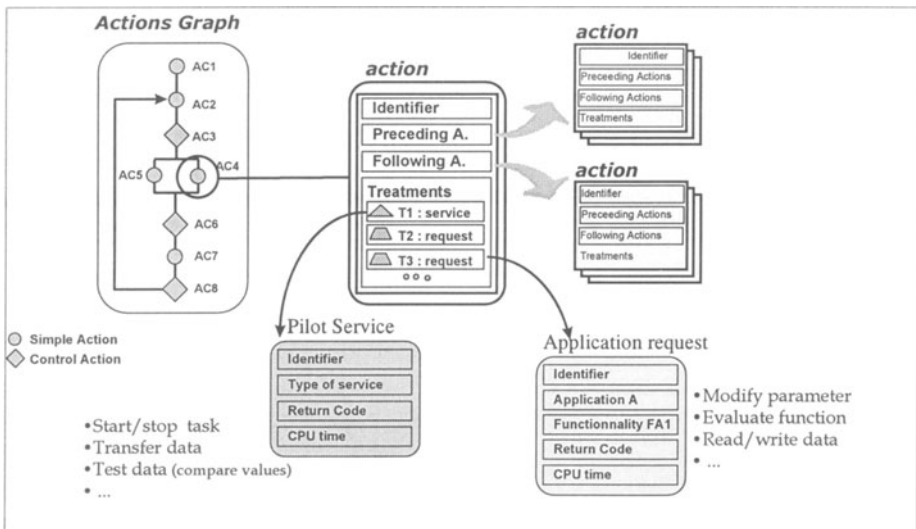 Actions Graph
AC1
AC2
AC3
AC4
AC5
AC6
AC7
AC8
Simple Action
Control Action
action
Identifier
Preceding A.
Following A.
Treatments
T1 : service
T2 : request
T3 : request
action
Identifier
Preceeding Actions
Following Actions
Treatments
action
Identifier
Preceeding Actions
Following Actions
Treatments
Pilot Service
Identifier
Type of service
Return Code
CPU time
•Start/stop task
•Transfer data
•Test data (compare values)
• ...
Application request
Identifier
Application A
Functionnality FA1
Return Code
CPU time
•Modify parameter
•Evaluate function
•Read/write data
• ...